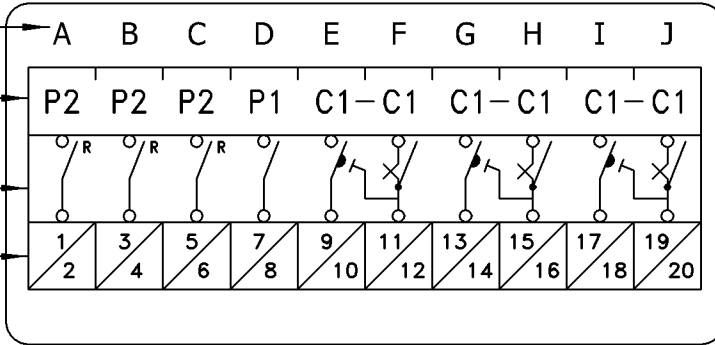 A B C D E F G H I J
P2 P2 P2 P1 C1-C1 C1-C1 C1-C1
R R R
1 3 5 7 9 11 13 15 17 19
2 4 6 8 10 12 14 16 18 20